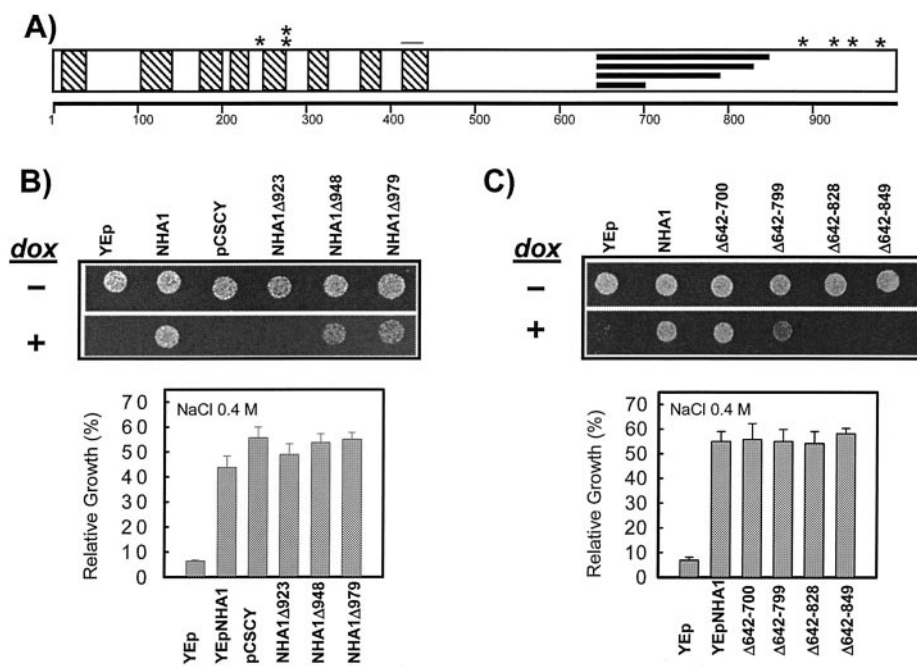 A)
* * * * * * *
1 100 200 300 400 500 600 700 800 900
B)
YEp NHA1 pCSCY NHA1Δ923 NHA1Δ948 NHA1Δ979
dox
–
+
NaCl 0.4 M
Relative Growth (%)
70
60
50
40
30
20
10
0
YEp YEpNHA1 pCSCY NHA1Δ923 NHA1Δ948 NHA1Δ979
C)
YEp NHA1 Δ642-700 Δ642-799 Δ642-828 Δ642-849
dox
–
+
NaCl 0.4 M
Relative Growth (%)
70
60
50
40
30
20
10
0
YEp YEpNHA1 Δ642-700 Δ642-799 Δ642-828 Δ642-849